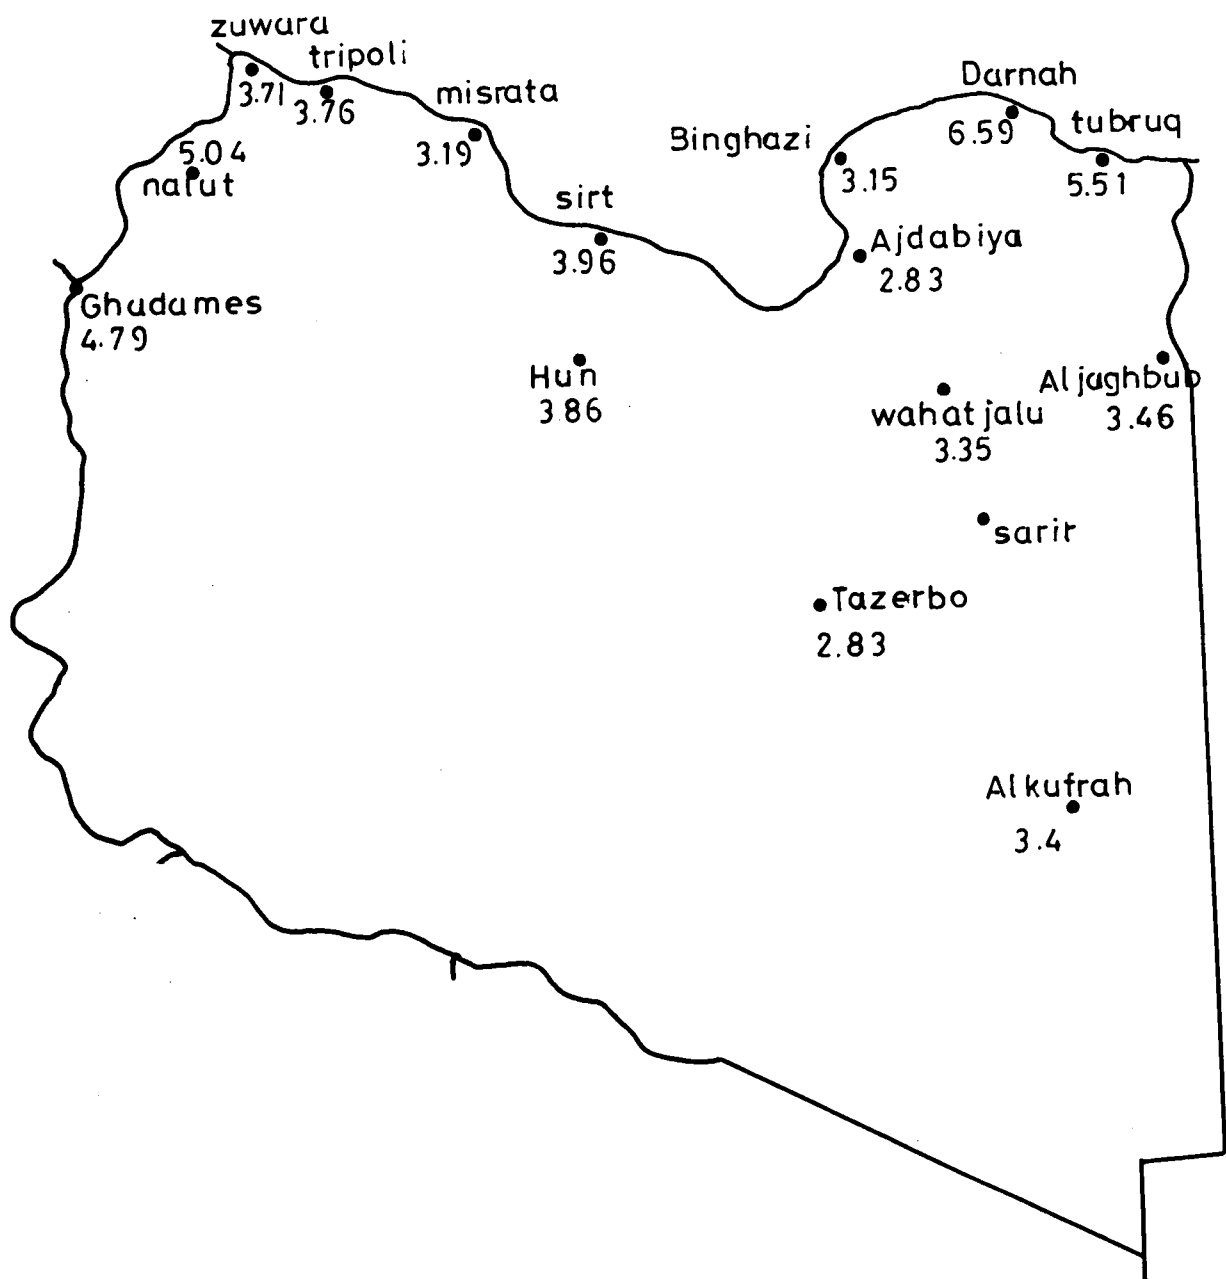 zuwara
3.71
tripoli
3.76
misrata
3.19
5.04
nalut
sirt
3.96
Binghazi
3.15
Darnah
6.59
tubruq
5.51
Ajdabiya
2.83
Ghudames
4.79
Hun
3.86
wahat jalu
3.35
Al jaghbub
3.46
sarir
Tazerbo
2.83
Al kufrah
3.4